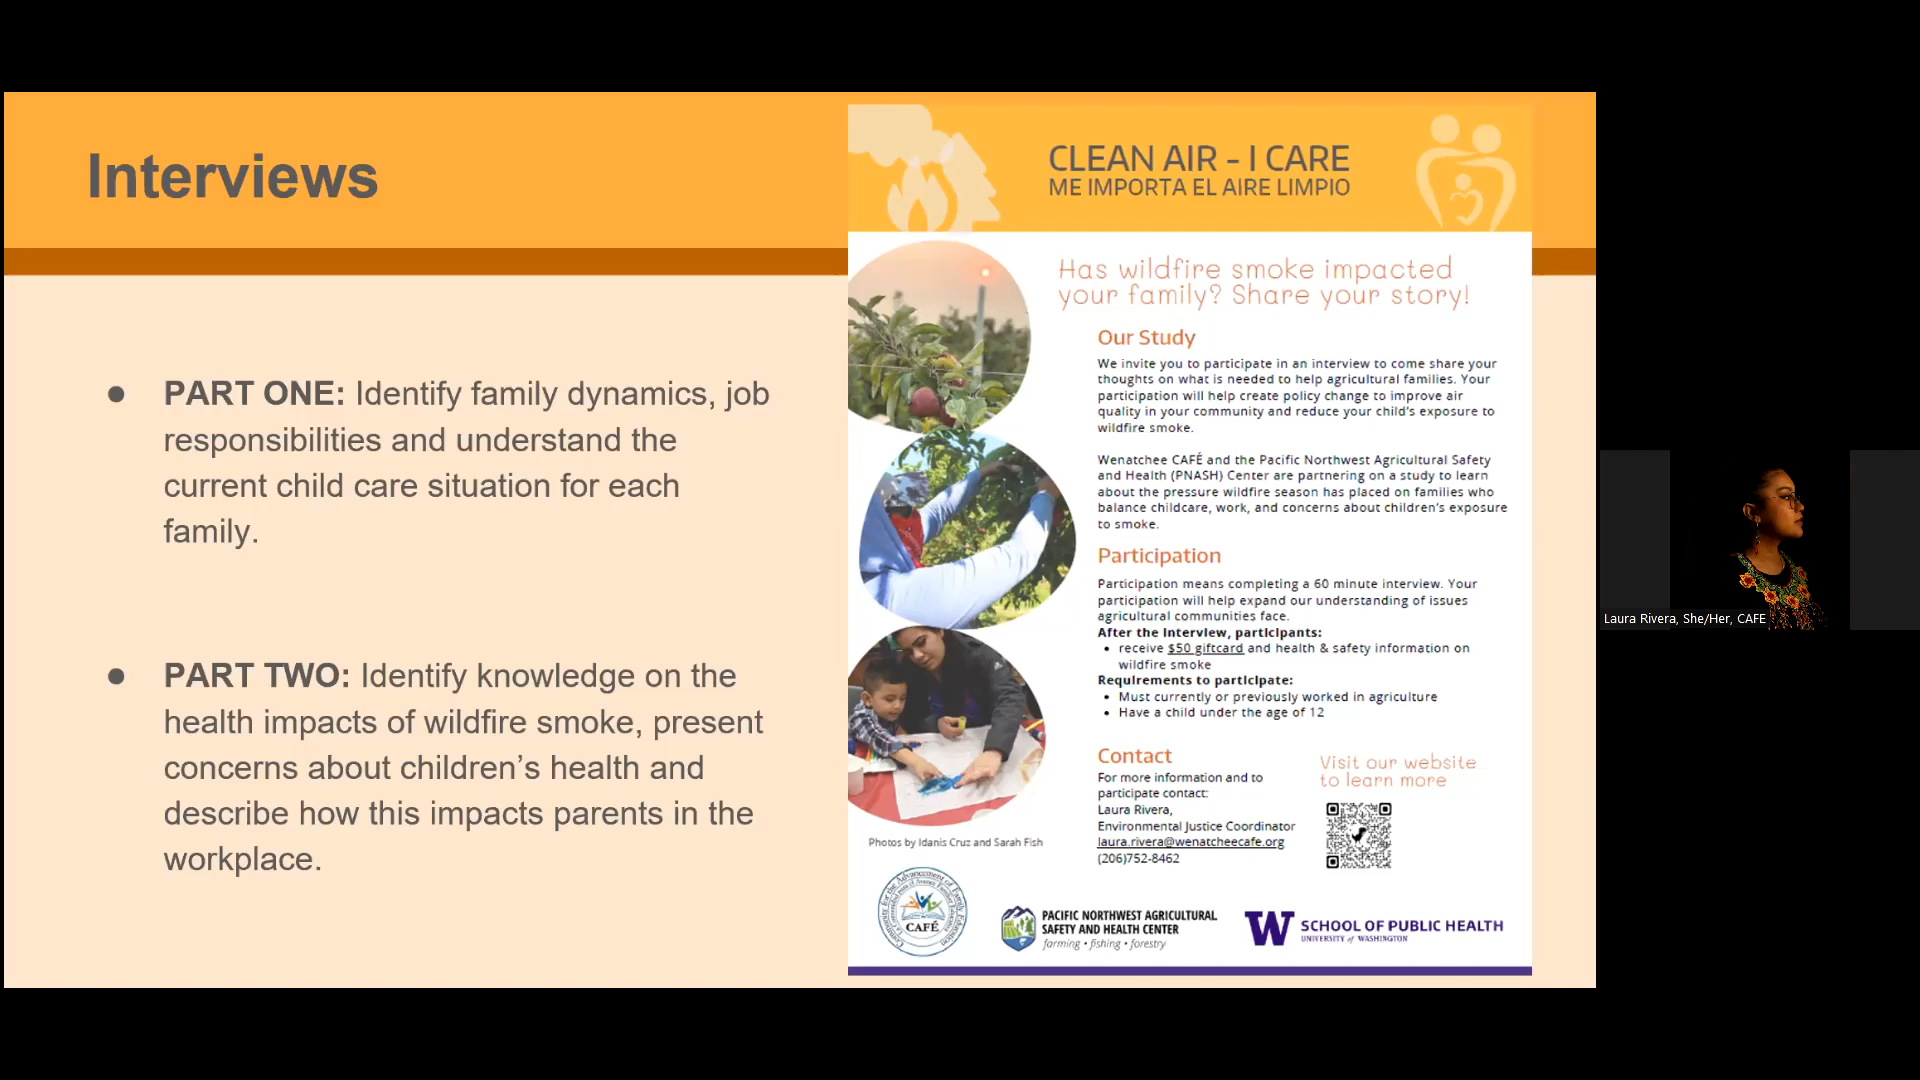 Interviews
● PART ONE: Identify family dynamics, job
responsibilities and understand the
current child care situation for each
family.
● PART TWO: Identify knowledge on the
health impacts of wildfire smoke, present
concerns about children’s health and
describe how this impacts parents in the
workplace.
CLEAN AIR - I CARE
ME IMPORTA EL AIRE LIMPIO
Has wildfire smoke impacted
your family? Share your story!
Our Study
We invite you to participate in an interview to come share your
thoughts on what is needed to help agricultural families. Your
participation will help create policy change to improve air
quality in your community and reduce your child's exposure to
wildfire smoke.
Wenatchee CAFÉ and the Pacific Northwest Agricultural Safety
and Health (PNASH) Center are partnering on a study to learn
about the pressure wildfire season has placed on families who
balance childcare, work, and concerns about children's exposure
to smoke.
Participation
Participation means completing a 60 minute interview. Your
participation will help expand our understanding of issues
agricultural communities face.
After the interview, participants:
• receive $50 giftcard and health & safety information on
wildfire smoke
Requirements to participate:
• Must currently or previously worked in agriculture
• Have a child under the age of 12
Contact
For more information and to
participate contact:
Laura Rivera,
Environmental Justice Coordinator
laura.rivera@wenatcheecafe.org
(206)752-8462
Visit our website
to learn more
Photos by Idanis Cruz and Sarah Fish
Community for the Advancement of Family Education
CAFÉ
PACIFIC NORTHWEST AGRICULTURAL
SAFETY AND HEALTH CENTER
farming • fishing • forestry
W SCHOOL OF PUBLIC HEALTH
UNIVERSITY of WASHINGTON
Laura Rivera, She/Her, CAFE